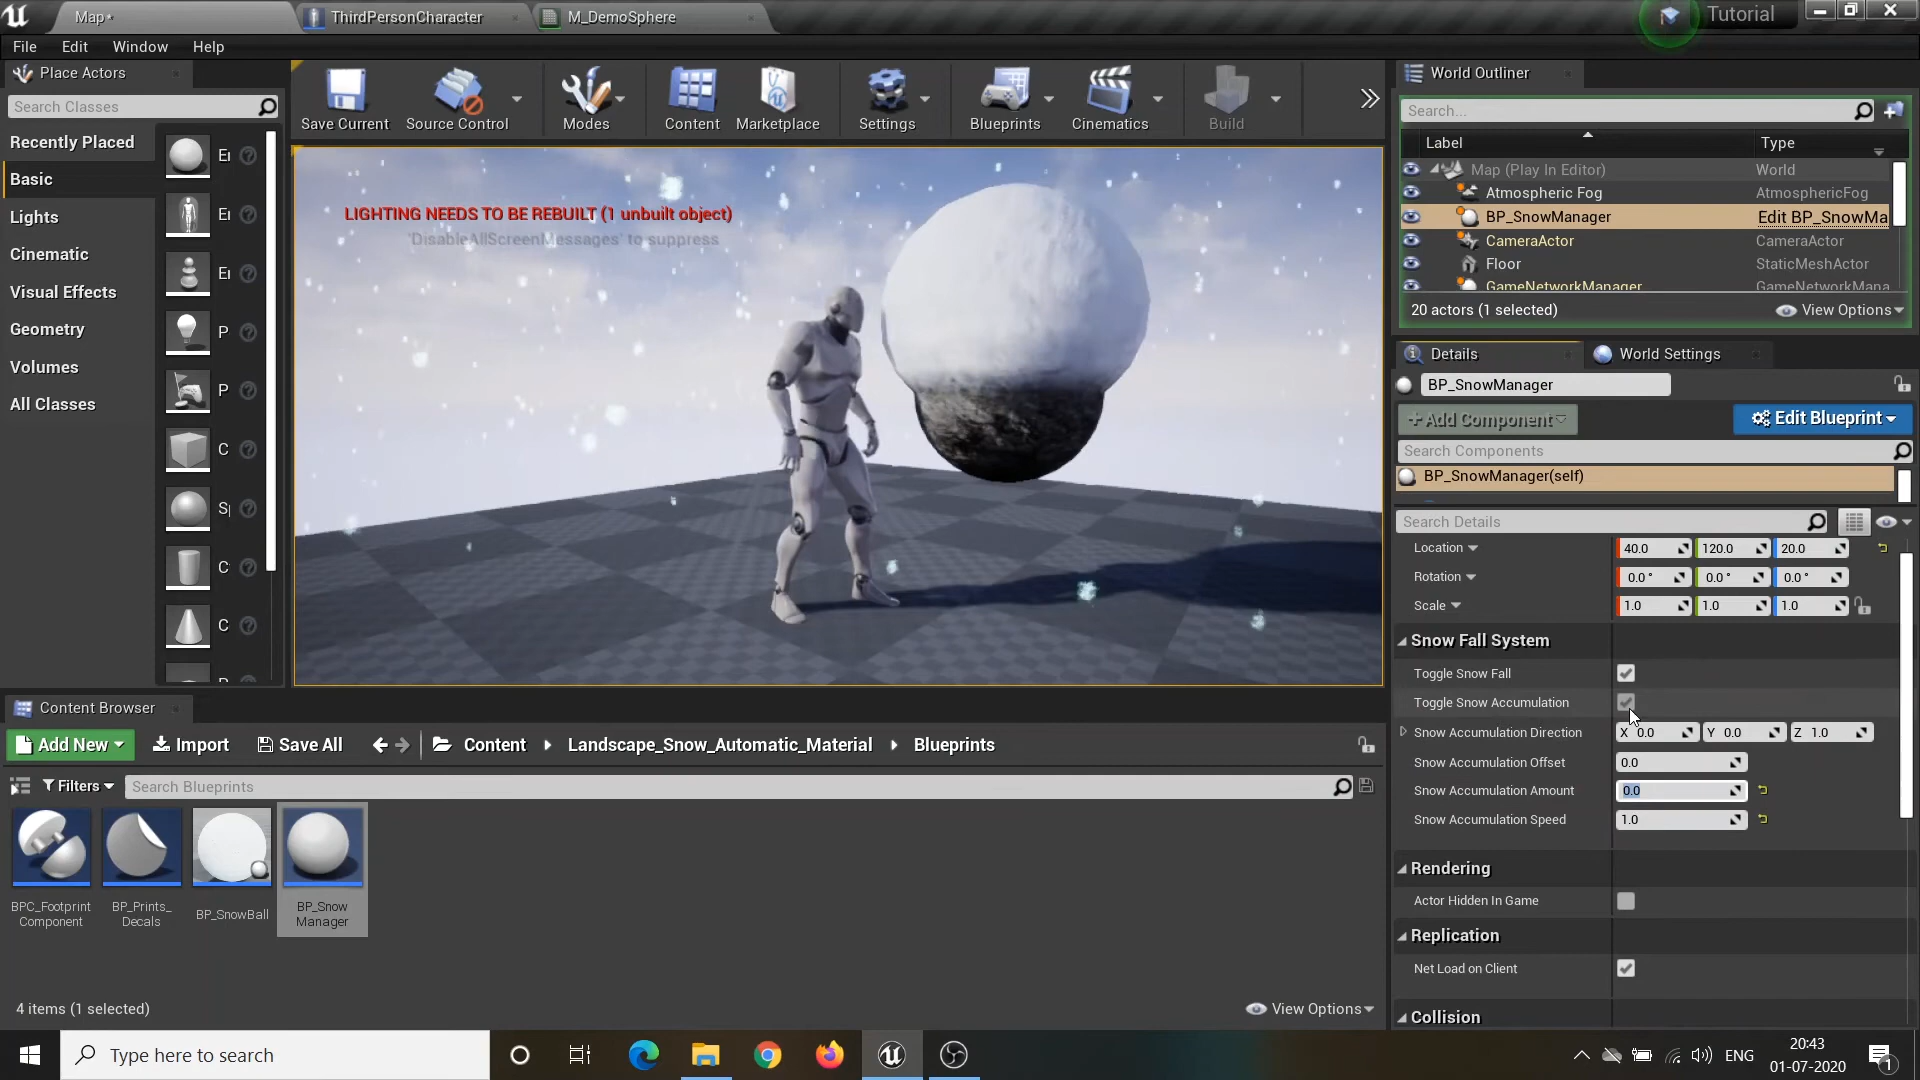 Map*
ThirdPersonCharacter
M_DemoSphere
Tutorial
File
Edit
Window
Help
Place Actors
Search Classes
Recently Placed
Basic
Lights
Cinematic
Visual Effects
Geometry
Volumes
All Classes
P
P
C
C
C
Save Current
Source Control
Modes
Content
Marketplace
Settings
Blueprints
Cinematics
Build
LIGHTING NEEDS TO BE REBUILT (1 unbuilt object)
'DisableAllScreenMessages' to suppress
World Outliner
Search...
Label
Type
Map (Play In Editor)
World
Atmospheric Fog
AtmosphericFog
BP_SnowManager
Edit BP_SnowMa
CameraActor
CameraActor
Floor
StaticMeshActor
GameNetworkManager
GameNetworkMana
20 actors (1 selected)
View Options
Details
World Settings
BP_SnowManager
+ Add Component
Edit Blueprint
Search Components
BP_SnowManager(self)
Search Details
Location
40.0
120.0
20.0
Rotation
0.0 °
0.0 °
0.0 °
Scale
1.0
1.0
1.0
Snow Fall System
Toggle Snow Fall
Toggle Snow Accumulation
Snow Accumulation Direction
X 0.0
Y 0.0
Z 1.0
Snow Accumulation Offset
0.0
Snow Accumulation Amount
0.0
Snow Accumulation Speed
1.0
Rendering
Actor Hidden In Game
Replication
Net Load on Client
Collision
Content Browser
Add New
Import
Save All
Content
Landscape_Snow_Automatic_Material
Blueprints
Filters
Search Blueprints
BPC_Footprint
Component
BP_Prints_
Decals
BP_SnowBall
BP_Snow
Manager
4 items (1 selected)
View Options
Type here to search
ENG
20:43
01-07-2020
1